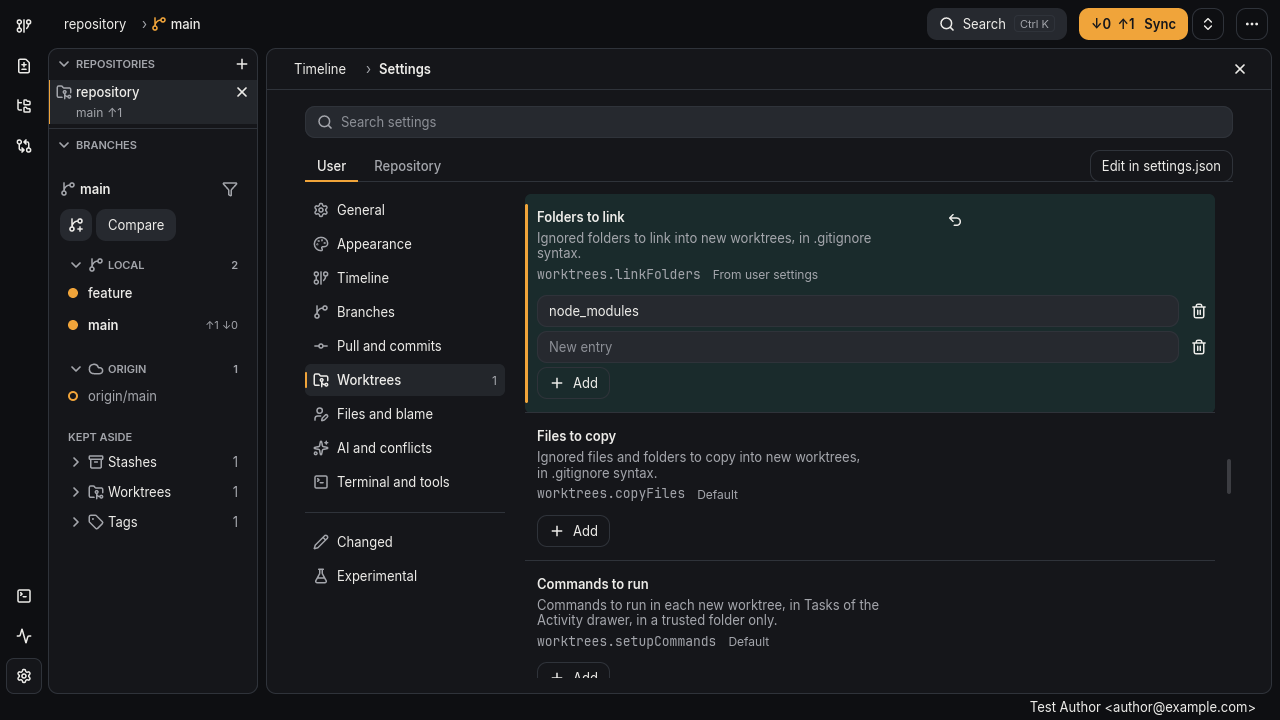 repository › main
Search Ctrl K
↓0 ↑1 Sync
REPOSITORIES
repository
main ↑1
BRANCHES
main
Compare
LOCAL 2
feature
main ↑1 ↓0
ORIGIN 1
origin/main
KEPT ASIDE
Stashes 1
Worktrees 1
Tags 1
Timeline › Settings
Search settings
User Repository
Edit in settings.json
General
Appearance
Timeline
Branches
Pull and commits
Worktrees 1
Files and blame
AI and conflicts
Terminal and tools
Changed
Experimental
Folders to link
Ignored folders to link into new worktrees, in .gitignore
syntax.
worktrees.linkFolders From user settings
node_modules
New entry
Add
Files to copy
Ignored files and folders to copy into new worktrees,
in .gitignore syntax.
worktrees.copyFiles Default
Add
Commands to run
Commands to run in each new worktree, in Tasks of the
Activity drawer, in a trusted folder only.
worktrees.setupCommands Default
Add
Test Author <author@example.com>